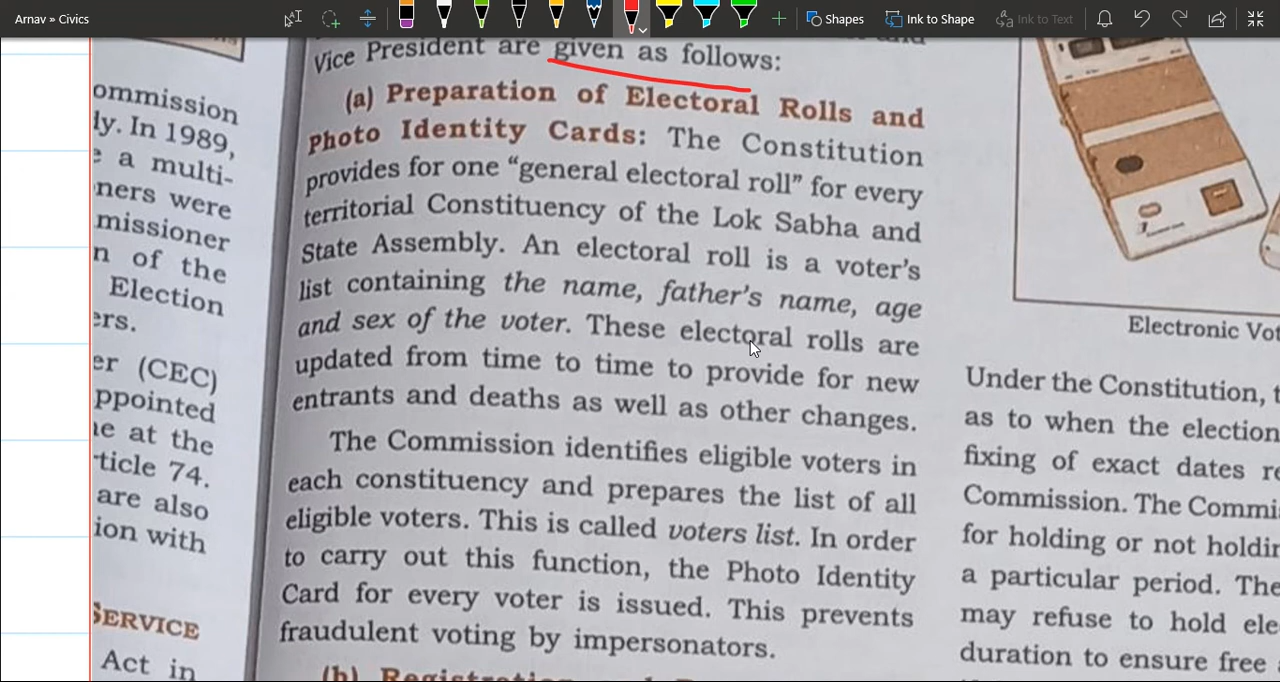 Arnav » Civics
Shapes
Ink to Shape
Ink to Text
ommission
ly. In 1989,
a multi-
ners were
missioner
n of the
Election
ers.
er (CEC)
ppointed
e at the
ticle 74.
are also
ion with
SERVICE
Act in
Vice President are given as follows:
(a) Preparation of Electoral Rolls and
Photo Identity Cards: The Constitution
provides for one “general electoral roll” for every
territorial Constituency of the Lok Sabha and
State Assembly. An electoral roll is a voter's
list containing the name, father's name, age
and sex of the voter. These electoral rolls are
updated from time to time to provide for new
entrants and deaths as well as other changes.
The Commission identifies eligible voters in
each constituency and prepares the list of all
eligible voters. This is called voters list. In order
to carry out this function, the Photo Identity
Card for every voter is issued. This prevents
fraudulent voting by impersonators.
(b) Registration and
Electronic Vot
Under the Constitution, t
as to when the election
fixing of exact dates re
Commission. The Commis
for holding or not holdin
a particular period. The
may refuse to hold ele
duration to ensure free a